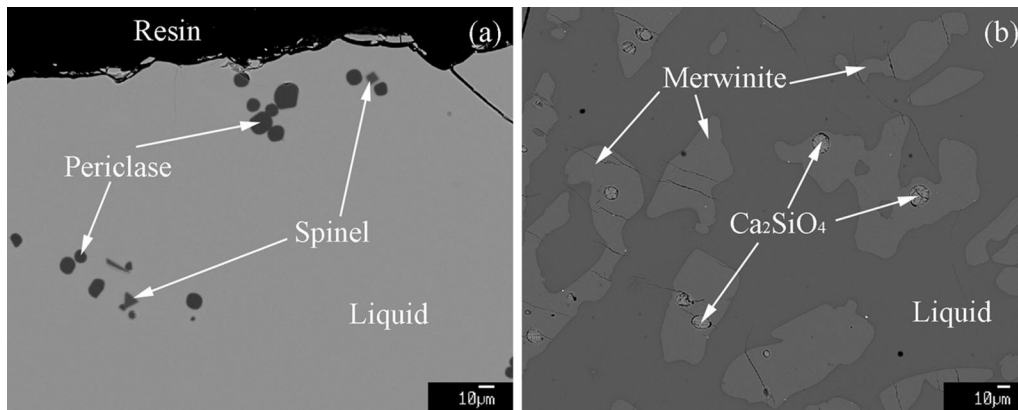 Resin
(a)
Periclase
Spinel
Liquid
10μm
(b)
Merwinite
Ca₂SiO₄
Liquid
10μm